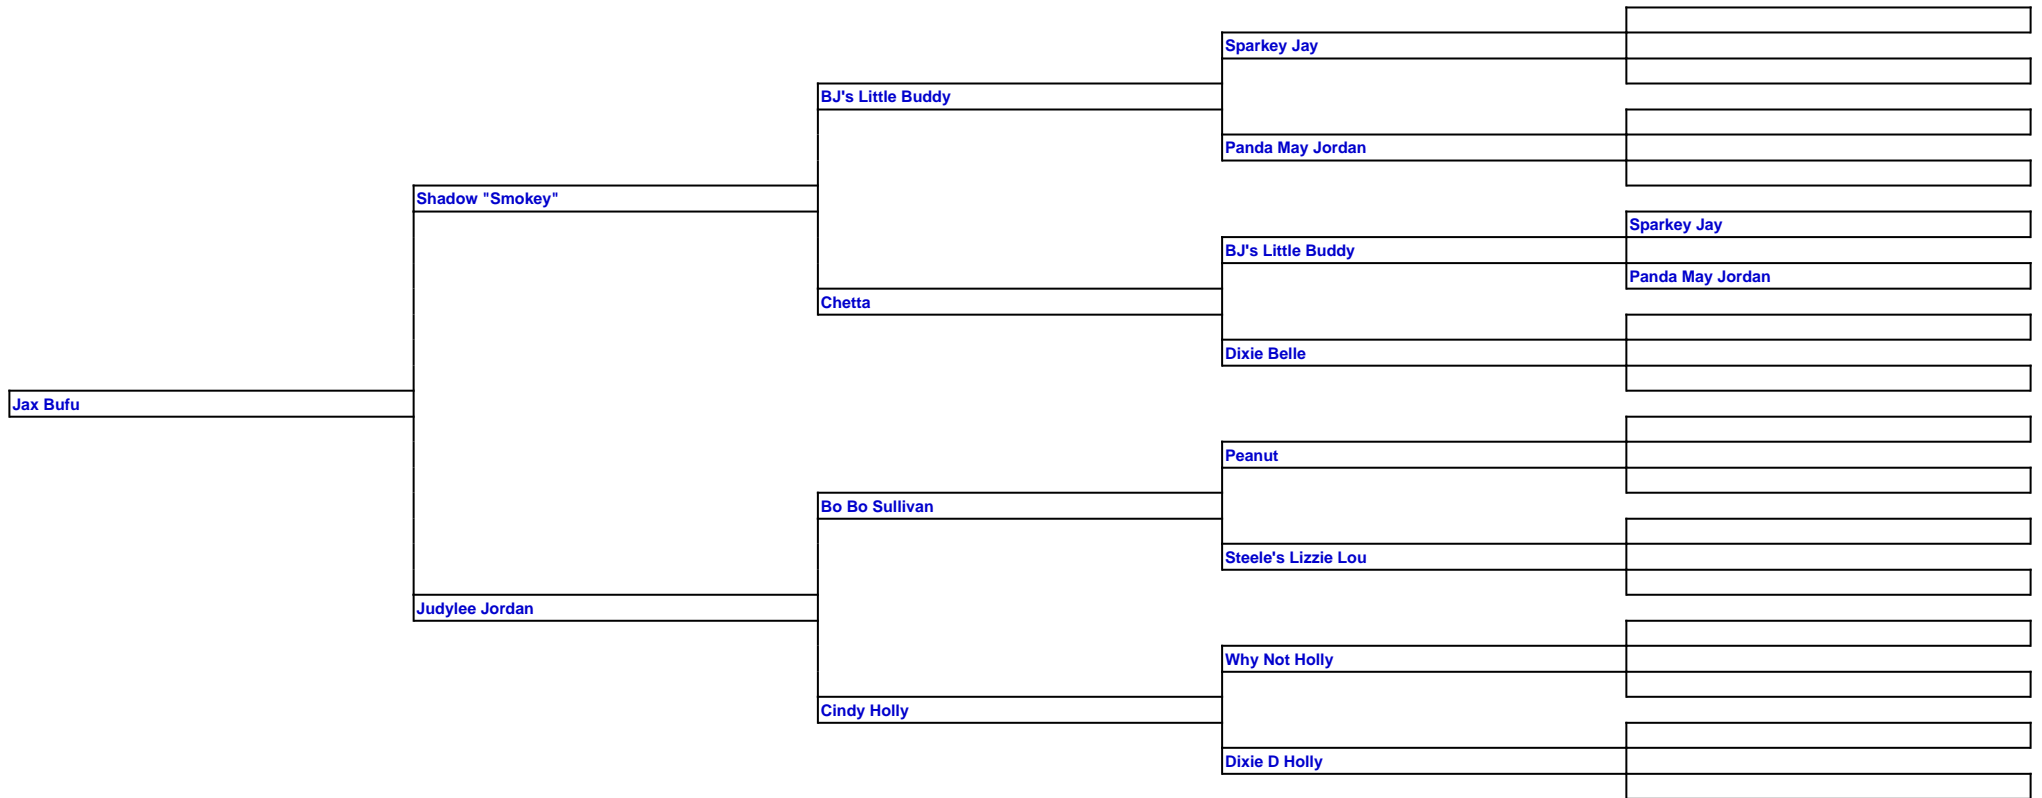 Sparkey Jay
BJ's Little Buddy
Panda May Jordan
Shadow "Smokey"
Sparkey Jay
BJ's Little Buddy
Panda May Jordan
Chetta
Dixie Belle
Jax Bufu
Peanut
Bo Bo Sullivan
Steele's Lizzie Lou
Judylee Jordan
Why Not Holly
Cindy Holly
Dixie D Holly